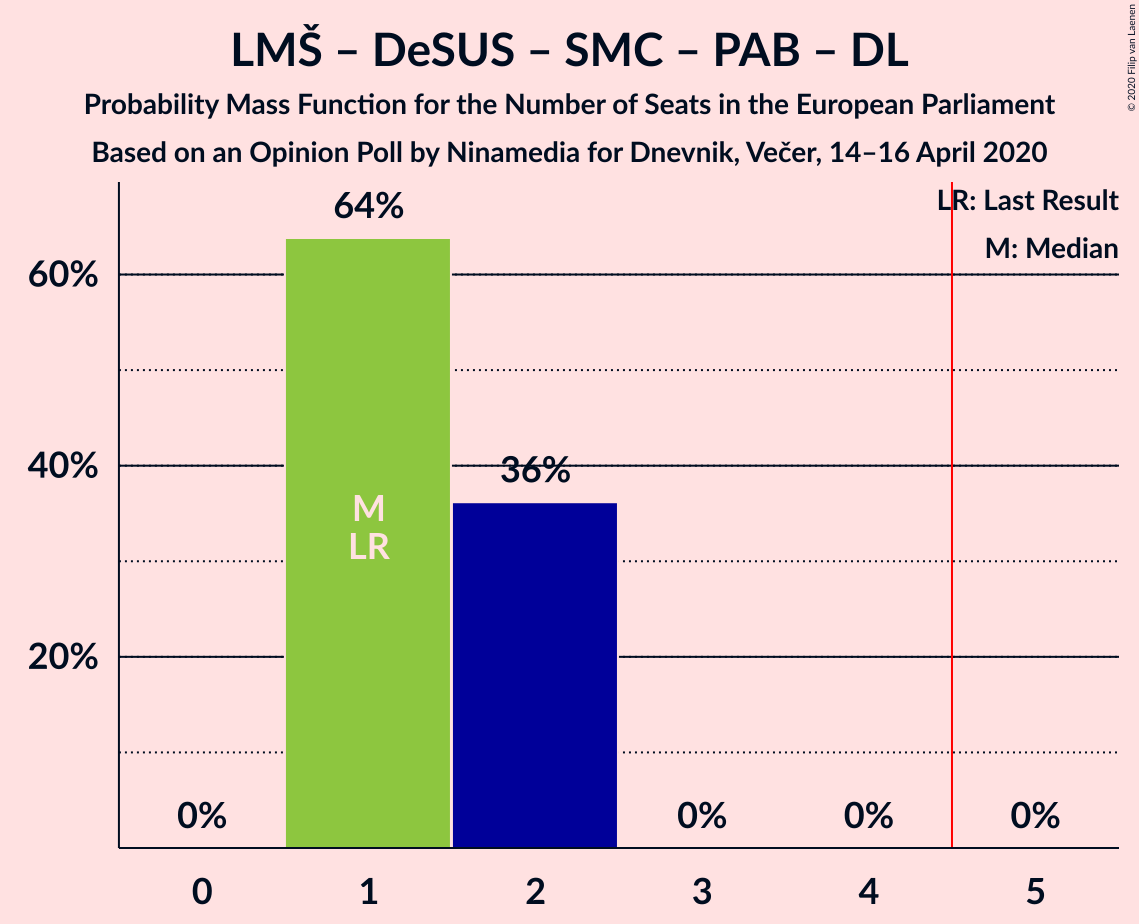 LMŠ – DeSUS – SMC – PAB – DL
Probability Mass Function for the Number of Seats in the European Parliament
Based on an Opinion Poll by Ninamedia for Dnevnik, Večer, 14–16 April 2020
© 2020 Filip van Laenen
LR: Last Result
M: Median
64%
60%
40%
36%
M
LR
20%
0%
0%
0%
0%
0
1
2
3
4
5